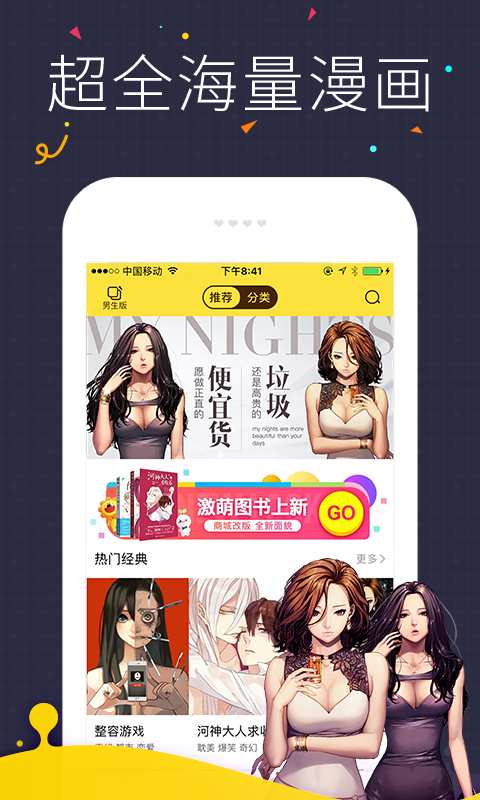 超全海量漫画
中国移动
下午8:41
男生版
推荐
分类
MY NIGHTS
愿做正直的
便宜货
还是高贵的
垃圾
my nights are more
beautiful than your
days
河神大人求
激萌图书上新
商城改版 全新面貌
GO
热门经典
更多>
整容游戏
河神大人求收
耽美 爆笑 奇幻